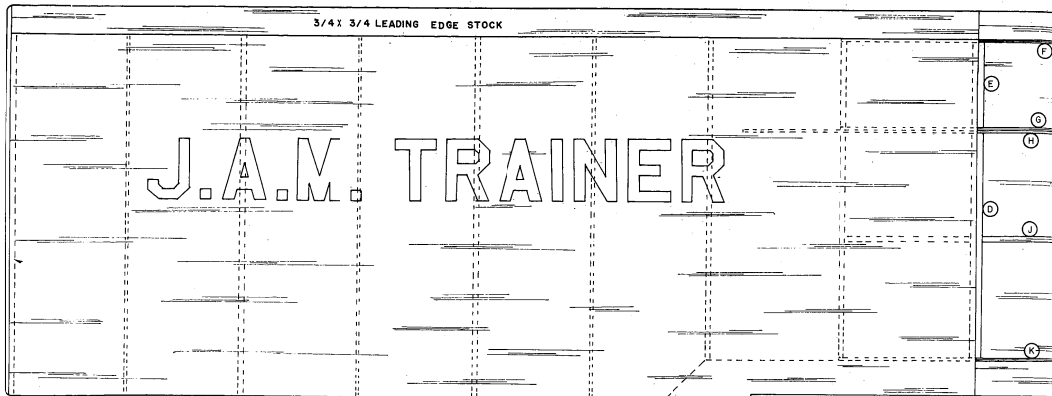 3/4 X 3/4 LEADING EDGE STOCK
F
E
G
J.A.M. TRAINER
H
D
J
K